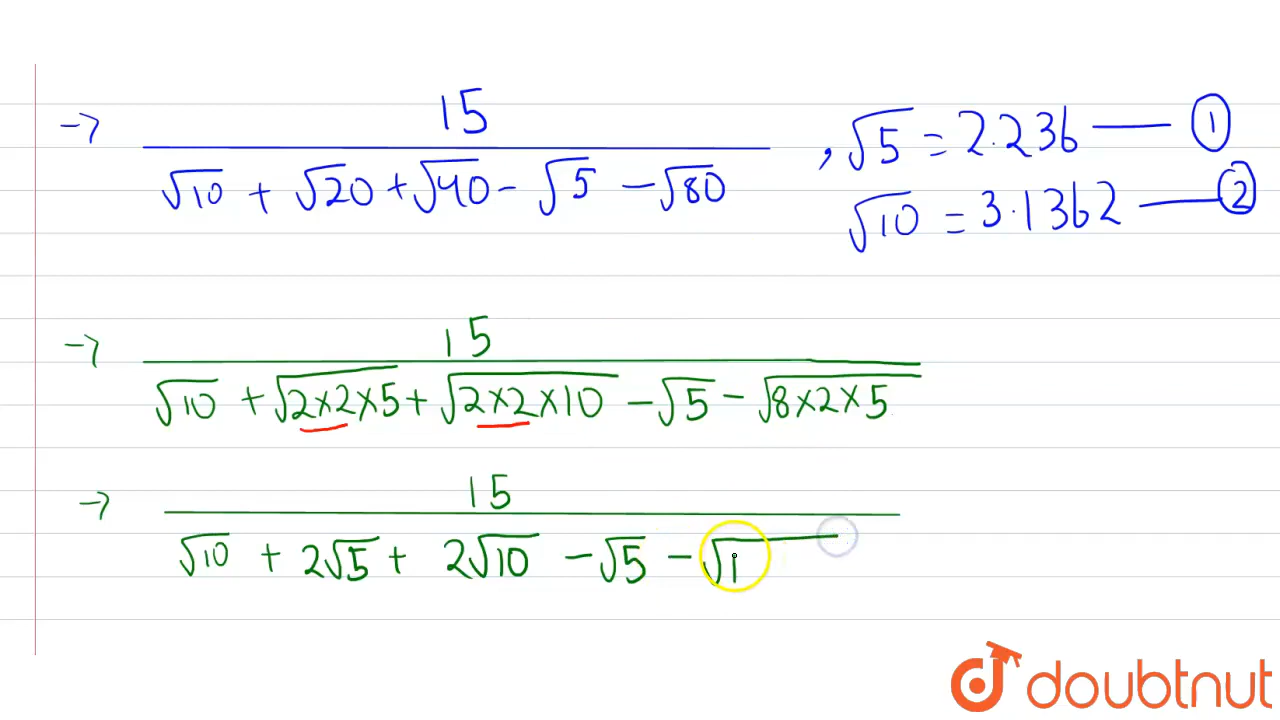 → 15 / √10 + √20 + √40 - √5 - √80 , √5 = 2.236 — ①
√10 = 3.1362 — ②
→ 15 / √10 + √2×2×5 + √2×2×10 - √5 - √8×2×5
→ 15 / √10 + 2√5 + 2√10 - √5 - √1
doubtnut